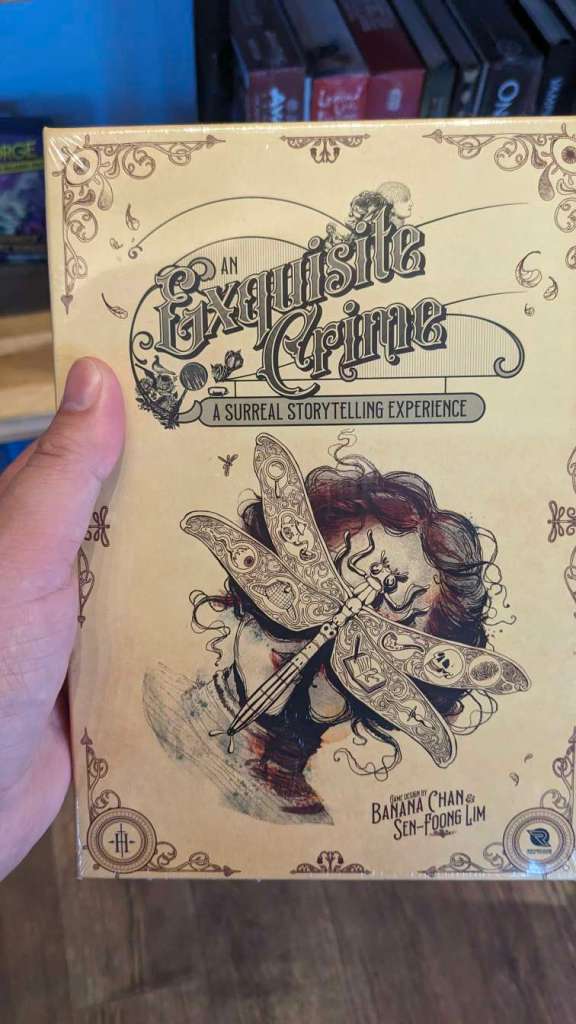 AN
Exquisite
Crime
A SURREAL STORYTELLING EXPERIENCE
GAME DESIGN BY
BANANA CHAN &
SEN-FOONG LIM